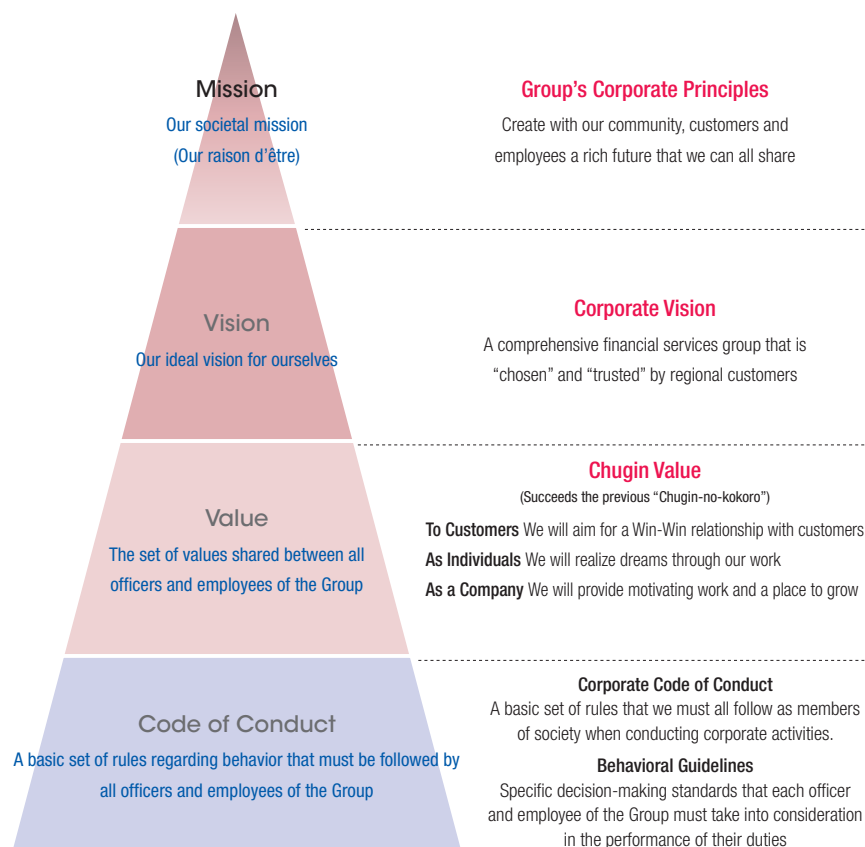 Mission
Our societal mission
(Our raison d’être)
Group’s Corporate Principles
Create with our community, customers and
employees a rich future that we can all share
Vision
Our ideal vision for ourselves
Corporate Vision
A comprehensive financial services group that is
“chosen” and “trusted” by regional customers
Value
The set of values shared between all
officers and employees of the Group
Chugin Value
(Succeeds the previous “Chugin-no-kokoro”)
To Customers We will aim for a Win-Win relationship with customers
As Individuals We will realize dreams through our work
As a Company We will provide motivating work and a place to grow
Code of Conduct
A basic set of rules regarding behavior that must be followed by
all officers and employees of the Group
Corporate Code of Conduct
A basic set of rules that we must all follow as members
of society when conducting corporate activities.
Behavioral Guidelines
Specific decision-making standards that each officer
and employee of the Group must take into consideration
in the performance of their duties